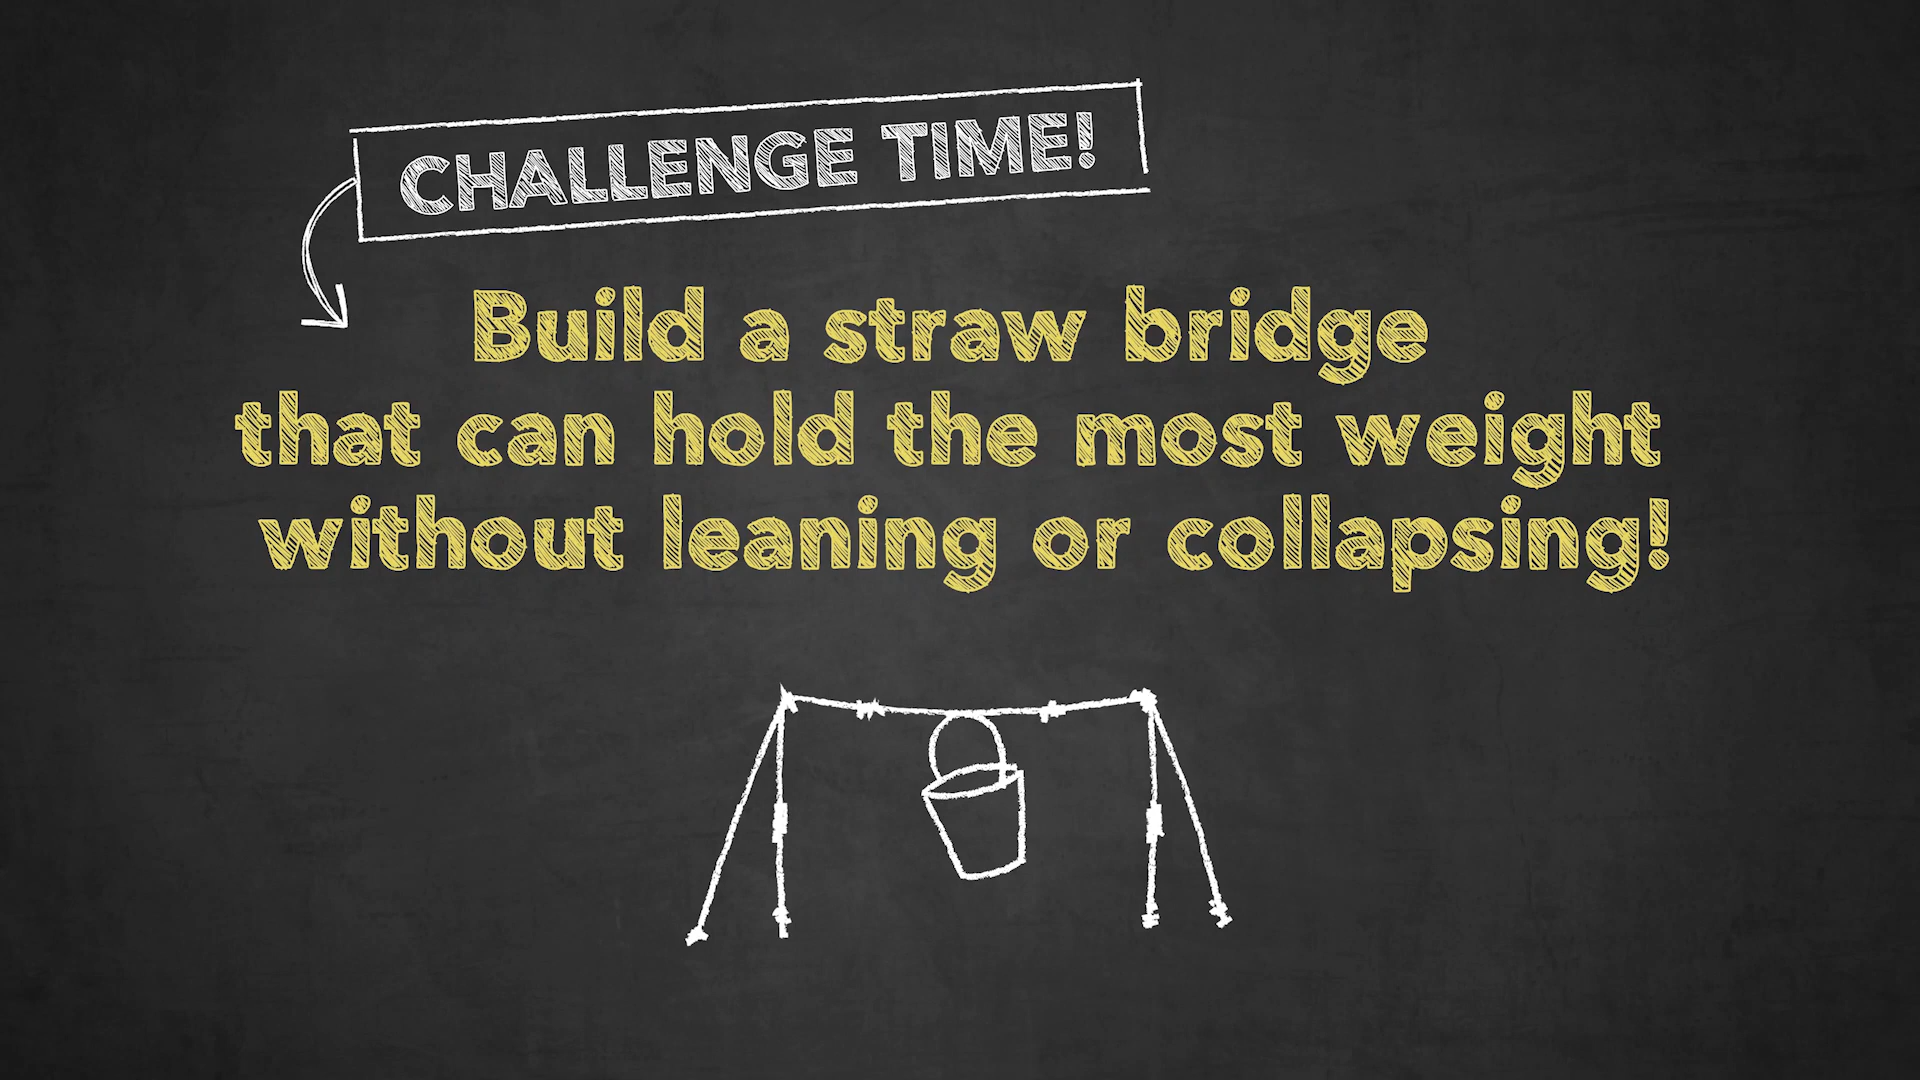 CHALLENGE TIME!
Build a straw bridge
that can hold the most weight
without leaning or collapsing!